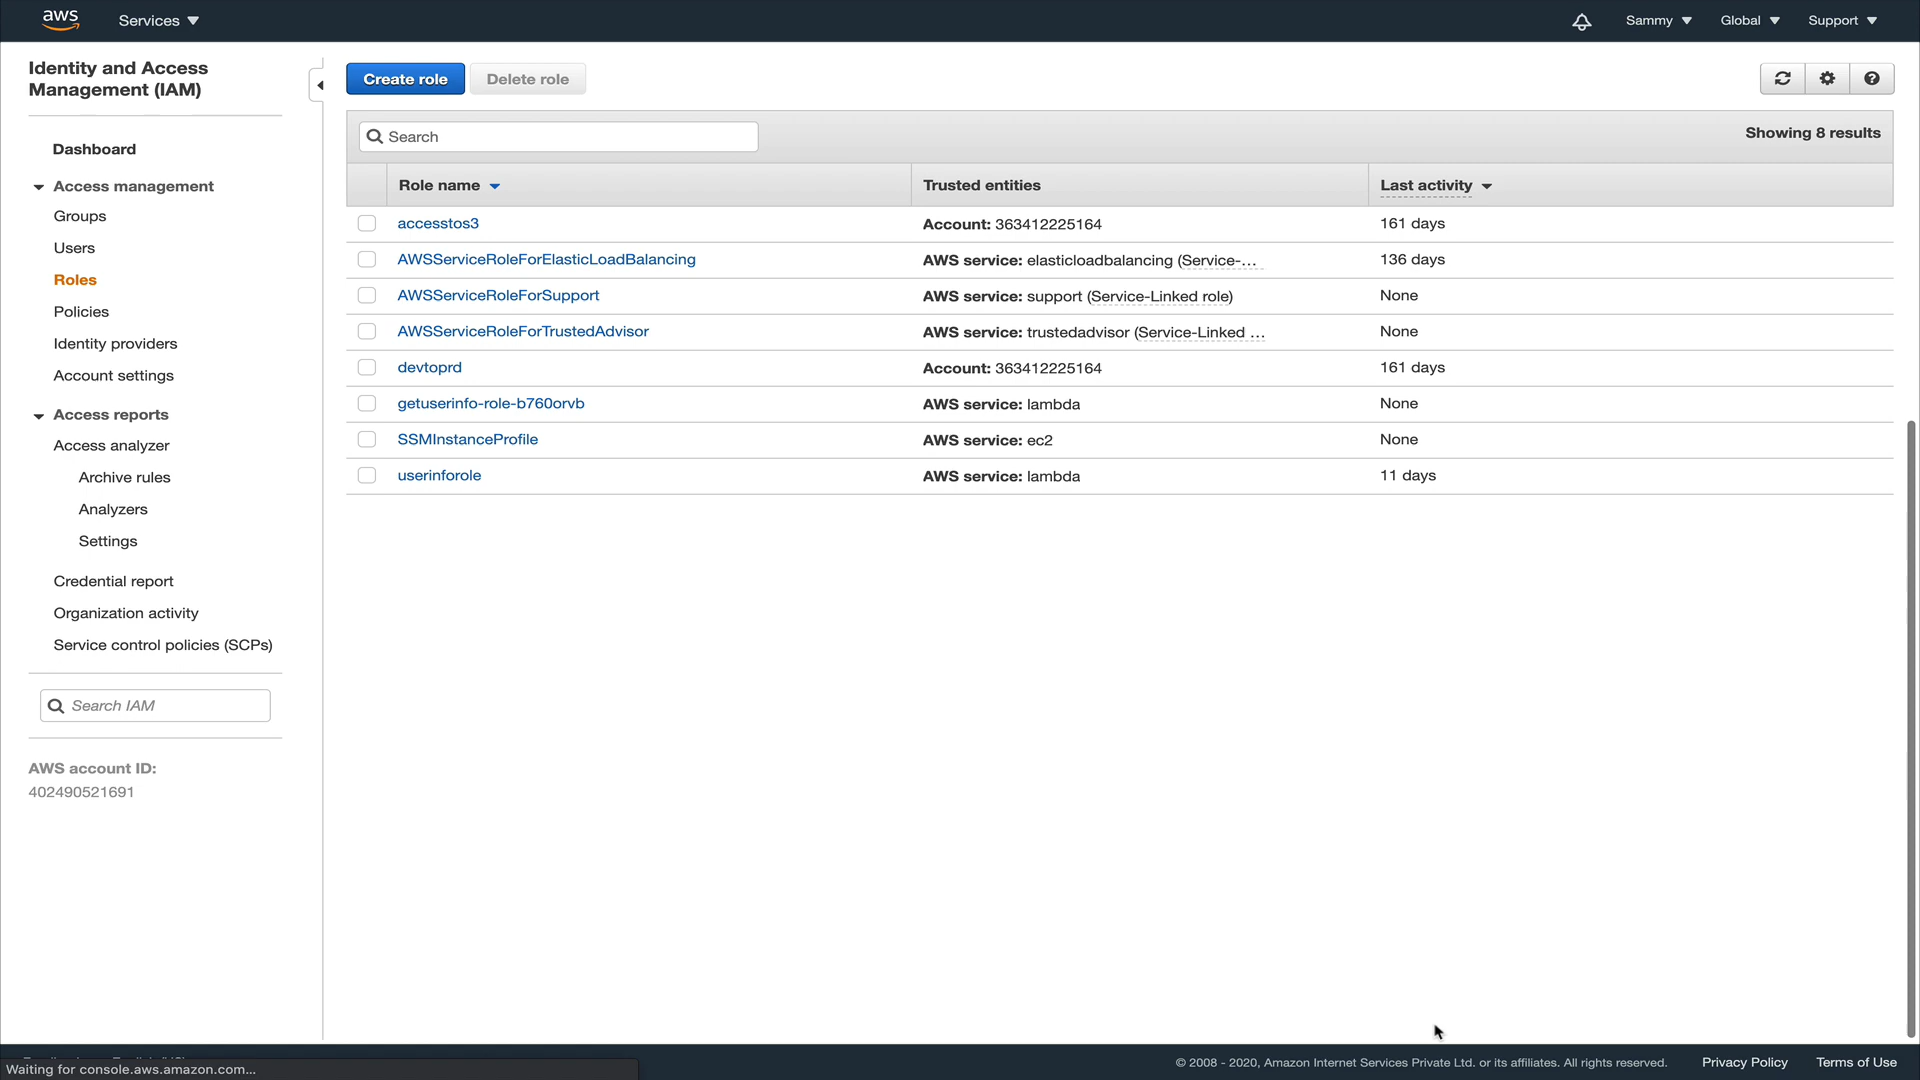 aws
Services
Sammy
Global
Support
Identity and Access
Management (IAM)
Dashboard
Access management
Groups
Users
Roles
Policies
Identity providers
Account settings
Access reports
Access analyzer
Archive rules
Analyzers
Settings
Credential report
Organization activity
Service control policies (SCPs)
Search IAM
AWS account ID:
402490521691
Create role
Delete role
Search
Showing 8 results
Role name
Trusted entities
Last activity
accesstos3
Account: 363412225164
161 days
AWSServiceRoleForElasticLoadBalancing
AWS service: elasticloadbalancing (Service-…
136 days
AWSServiceRoleForSupport
AWS service: support (Service-Linked role)
None
AWSServiceRoleForTrustedAdvisor
AWS service: trustedadvisor (Service-Linked …
None
devtoprd
Account: 363412225164
161 days
getuserinfo-role-b760orvb
AWS service: lambda
None
SSMInstanceProfile
AWS service: ec2
None
userinforole
AWS service: lambda
11 days
Waiting for console.aws.amazon.com...
© 2008 - 2020, Amazon Internet Services Private Ltd. or its affiliates. All rights reserved.
Privacy Policy
Terms of Use